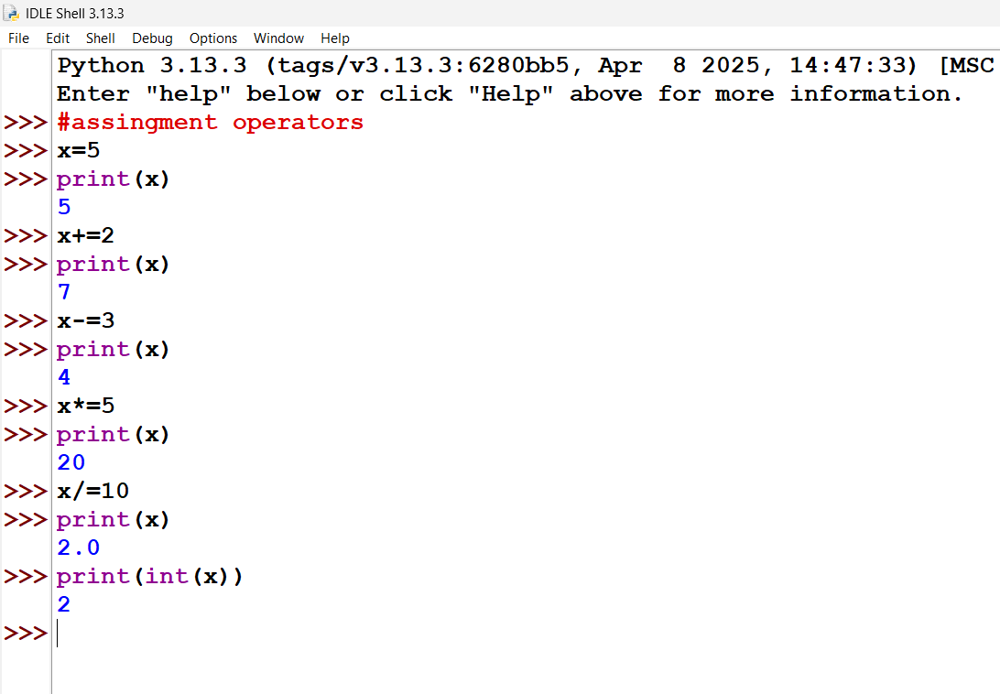 IDLE Shell 3.13.3
File Edit Shell Debug Options Window Help
Python 3.13.3 (tags/v3.13.3:6280bb5, Apr  8 2025, 14:47:33) [MSC
Enter "help" below or click "Help" above for more information.
>>> #assingment operators
>>> x=5
>>> print(x)
5
>>> x+=2
>>> print(x)
7
>>> x-=3
>>> print(x)
4
>>> x*=5
>>> print(x)
20
>>> x/=10
>>> print(x)
2.0
>>> print(int(x))
2
>>>